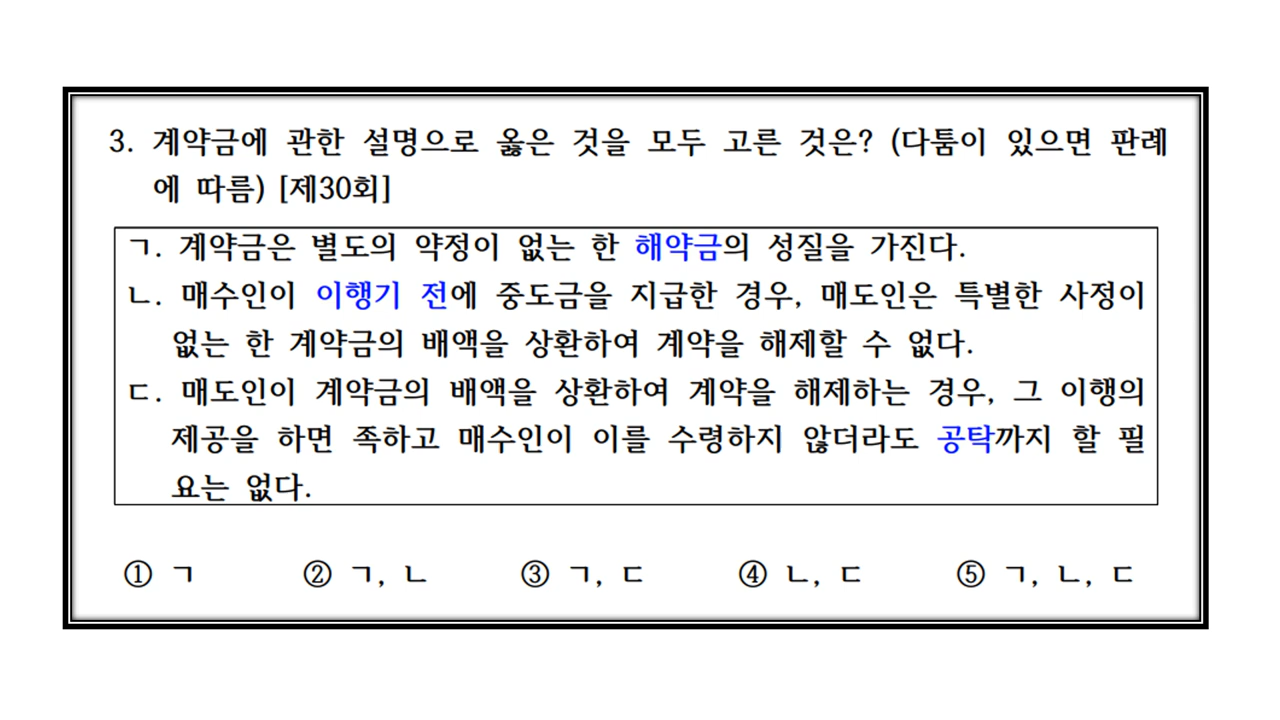 3. 계약금에 관한 설명으로 옳은 것을 모두 고른 것은? (다툼이 있으면 판례
에 따름) [제30회]
ㄱ. 계약금은 별도의 약정이 없는 한 해약금의 성질을 가진다.
ㄴ. 매수인이 이행기 전에 중도금을 지급한 경우, 매도인은 특별한 사정이
없는 한 계약금의 배액을 상환하여 계약을 해제할 수 없다.
ㄷ. 매도인이 계약금의 배액을 상환하여 계약을 해제하는 경우, 그 이행의
제공을 하면 족하고 매수인이 이를 수령하지 않더라도 공탁까지 할 필
요는 없다.
① ㄱ ② ㄱ, ㄴ ③ ㄱ, ㄷ ④ ㄴ, ㄷ ⑤ ㄱ, ㄴ, ㄷ